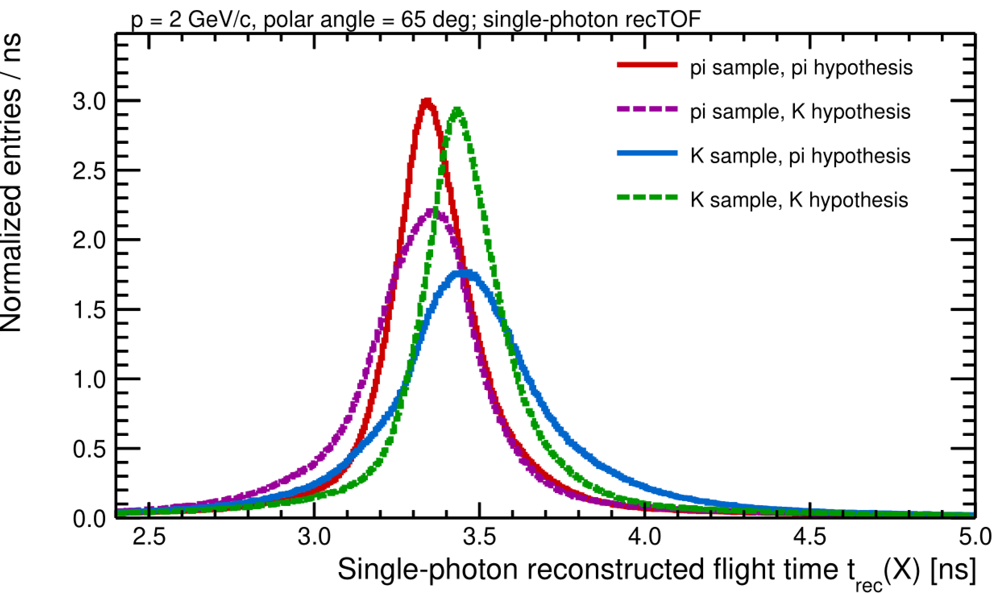 p = 2 GeV/c, polar angle = 65 deg; single-photon recTOF
Normalized entries / ns
pi sample, pi hypothesis
pi sample, K hypothesis
K sample, pi hypothesis
K sample, K hypothesis
3.0
2.5
2.0
1.5
1.0
0.5
0.0
2.5 3.0 3.5 4.0 4.5 5.0
Single-photon reconstructed flight time t_rec(X) [ns]